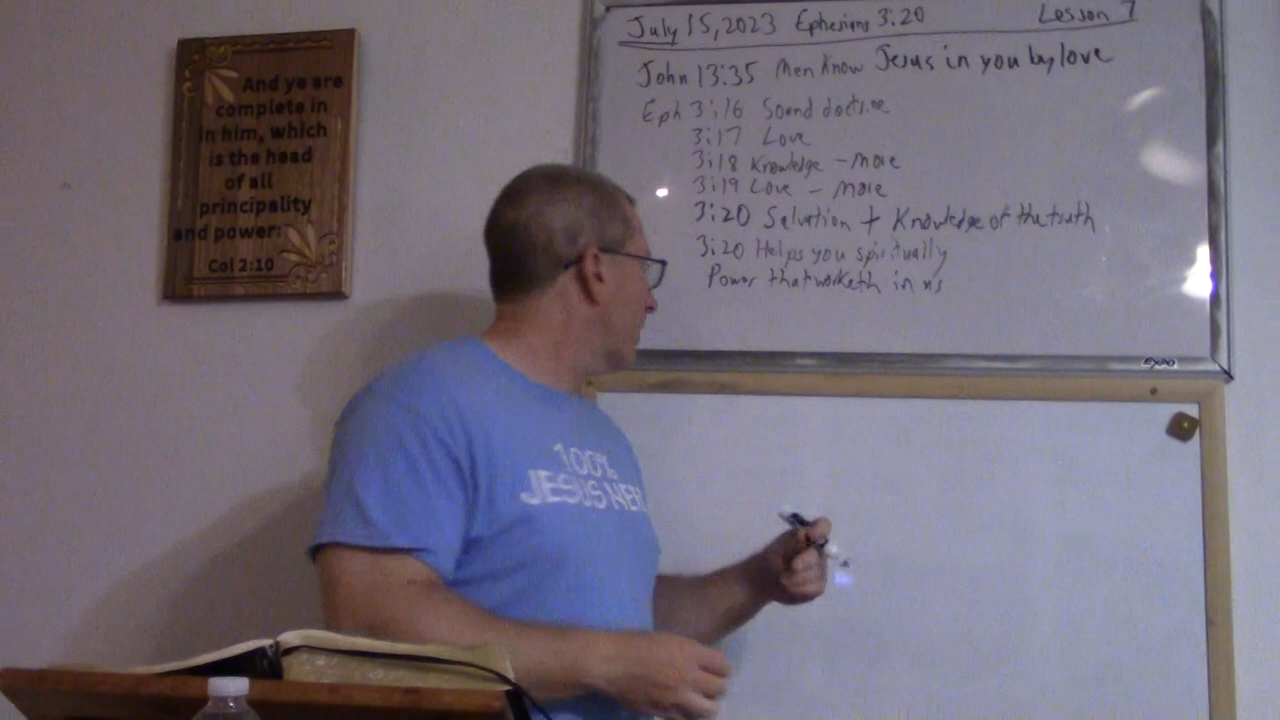 And ye are
complete in
in him, which
is the head
of all
principality
and power:
Col 2:10
July 15, 2023 Ephesians 3:20 Lesson 7
John 13:35 Men Know Jesus in you by love
Eph 3:16 Sound doctrine
3:17 Love
3:18 Knowledge - more
3:19 Love - more
3:20 Salvation + Knowledge of the truth
3:20 Helps you spiritually
Power that worketh in us
EXPO
100%
JESUS NER